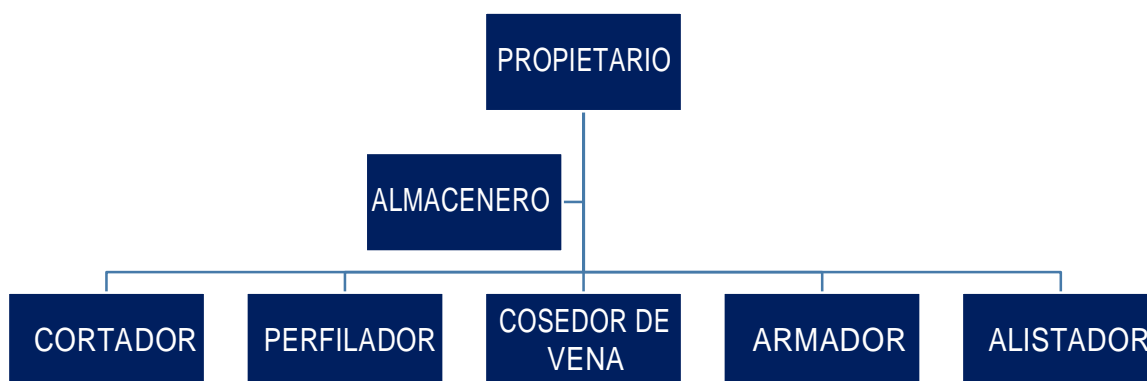 PROPIETARIO
ALMACENERO
CORTADOR
PERFILADOR
COSEDOR DE
VENA
ARMADOR
ALISTADOR